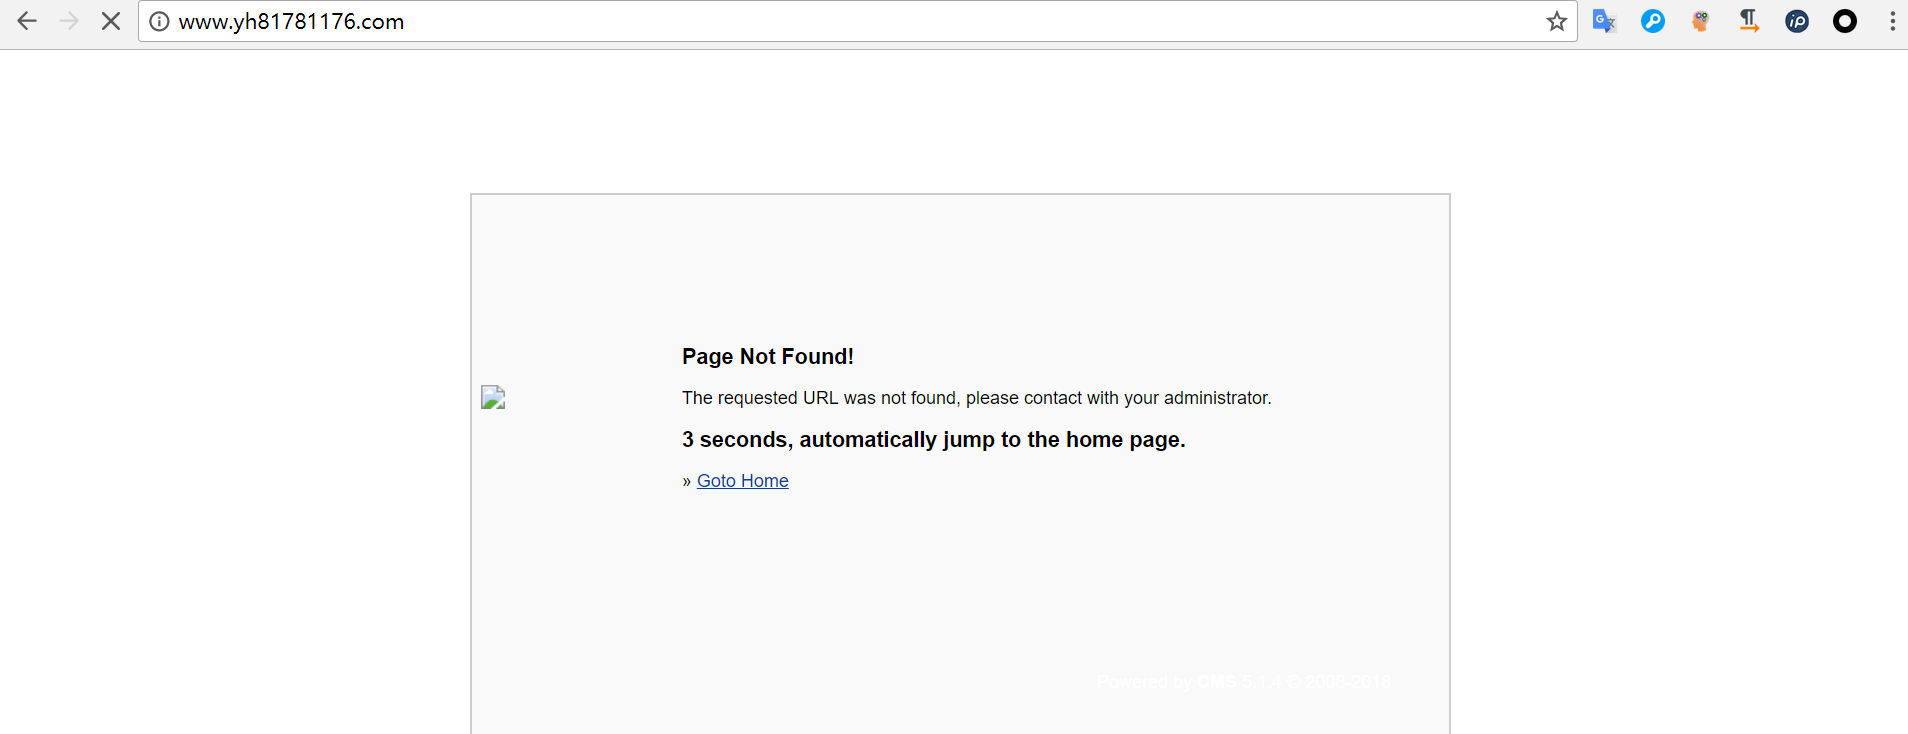 www.yh81781176.com
Page Not Found!
The requested URL was not found, please contact with your administrator.
3 seconds, automatically jump to the home page.
» Goto Home
Powered by CMS 5.1.4 © 2008-2018